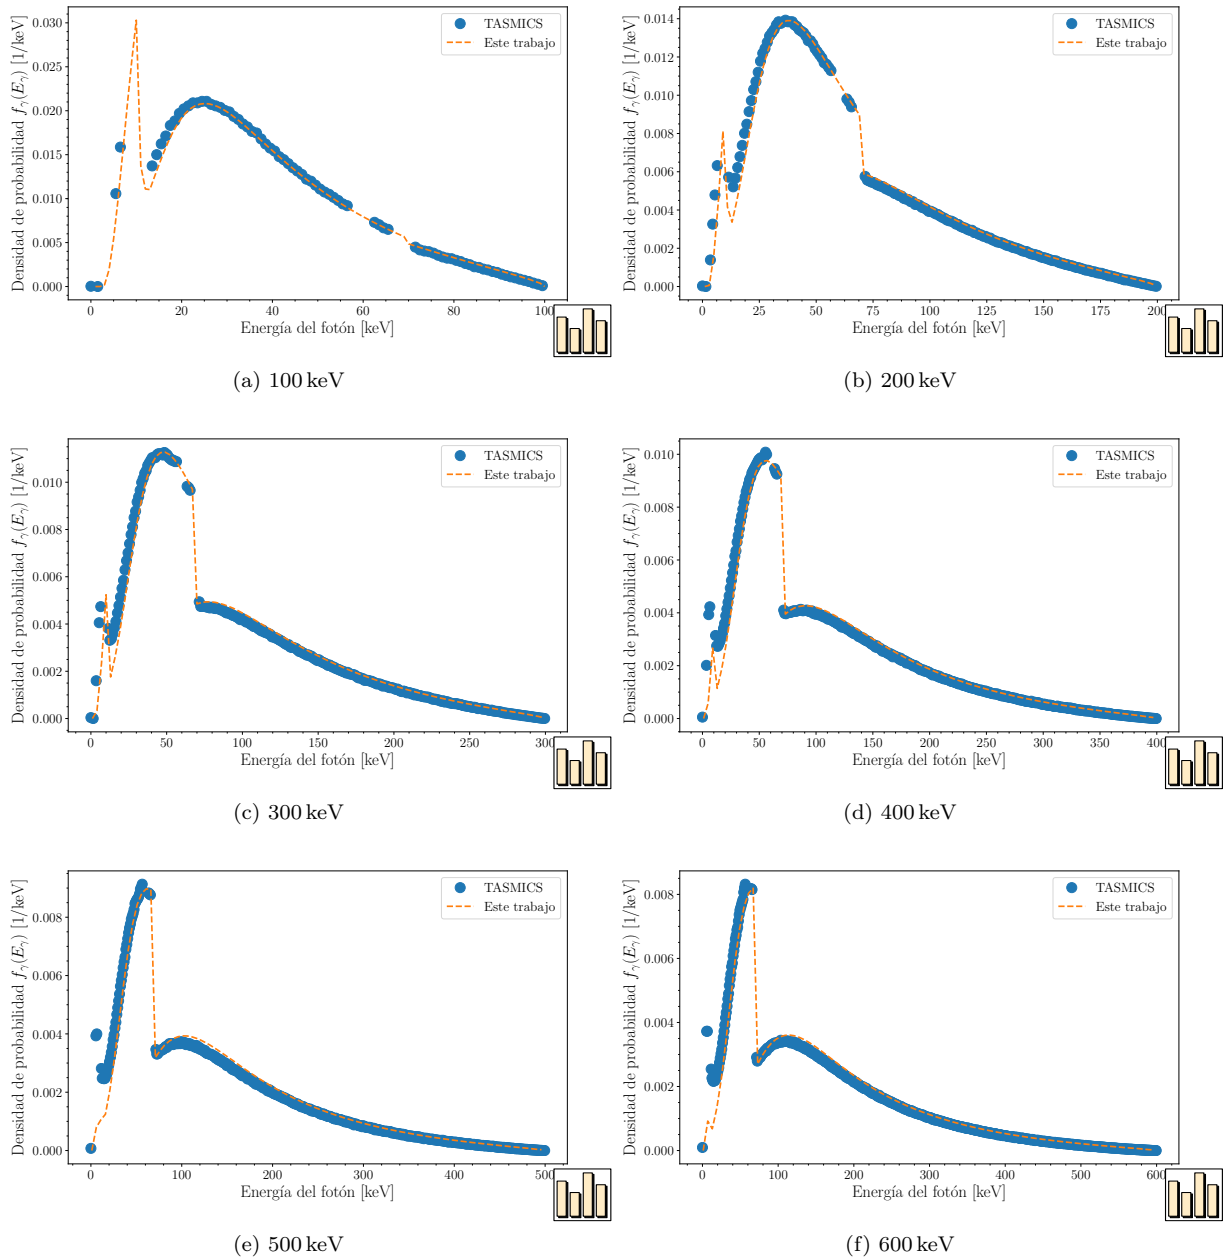 0.030
0.025
0.020
0.015
0.010
0.005
0.000
0
20
40
60
80
100
Densidad de probabilidad fγ(Eγ) [1/keV]
Energía del fotón [keV]
TASMICS
Este trabajo
(a) 100 keV
0.014
0.012
0.010
0.008
0.006
0.004
0.002
0.000
0
25
50
75
100
125
150
175
200
Densidad de probabilidad fγ(Eγ) [1/keV]
Energía del fotón [keV]
TASMICS
Este trabajo
(b) 200 keV
0.010
0.008
0.006
0.004
0.002
0.000
0
50
100
150
200
250
300
Densidad de probabilidad fγ(Eγ) [1/keV]
Energía del fotón [keV]
TASMICS
Este trabajo
(c) 300 keV
0.010
0.008
0.006
0.004
0.002
0.000
0
50
100
150
200
250
300
350
400
Densidad de probabilidad fγ(Eγ) [1/keV]
Energía del fotón [keV]
TASMICS
Este trabajo
(d) 400 keV
0.008
0.006
0.004
0.002
0.000
0
100
200
300
400
500
Densidad de probabilidad fγ(Eγ) [1/keV]
Energía del fotón [keV]
TASMICS
Este trabajo
(e) 500 keV
0.008
0.006
0.004
0.002
0.000
0
100
200
300
400
500
600
Densidad de probabilidad fγ(Eγ) [1/keV]
Energía del fotón [keV]
TASMICS
Este trabajo
(f) 600 keV